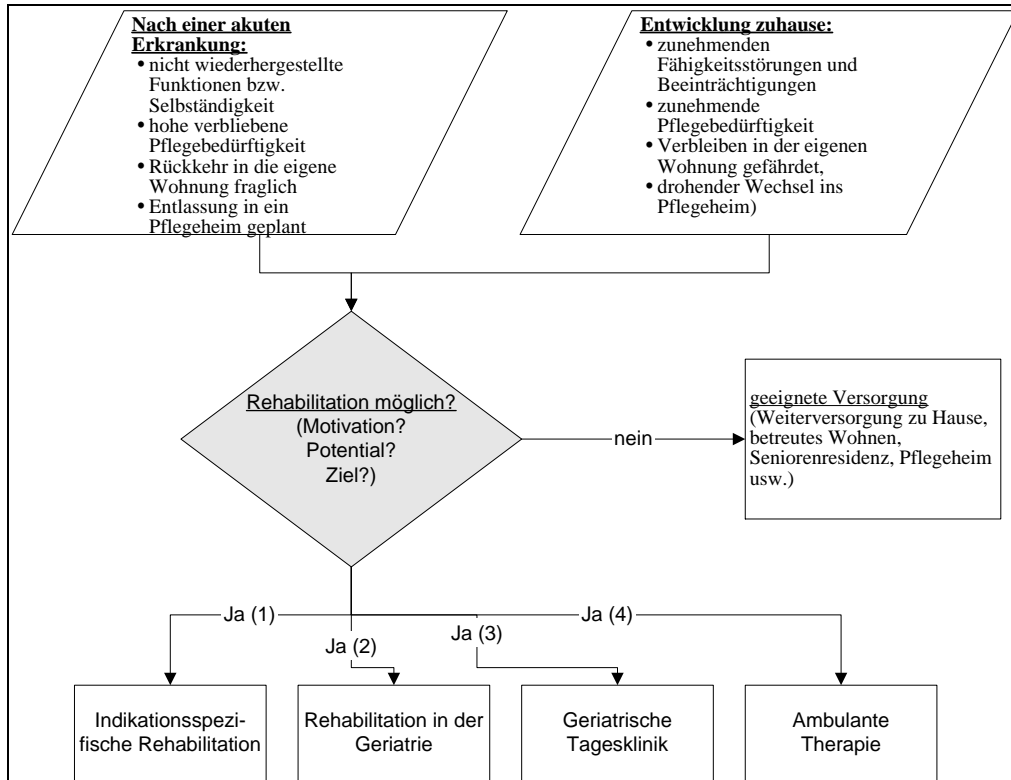 Nach einer akuten
Erkrankung:
• nicht wiederhergestellte
Funktionen bzw.
Selbständigkeit
• hohe verbliebene
Pflegebedürftigkeit
• Rückkehr in die eigene
Wohnung fraglich
• Entlassung in ein
Pflegeheim geplant
Entwicklung zuhause:
• zunehmenden
Fähigkeitsstörungen und
Beeinträchtigungen
• zunehmende
Pflegebedürftigkeit
• Verbleiben in der eigenen
Wohnung gefährdet,
• drohender Wechsel ins
Pflegeheim)
Rehabilitation möglich?
(Motivation?
Potential?
Ziel?)
nein
geeignete Versorgung
(Weiterversorgung zu Hause,
betreutes Wohnen,
Seniorenresidenz, Pflegeheim
usw.)
Ja (1)
Ja (2)
Ja (3)
Ja (4)
Indikationsspezi-
fische Rehabilitation
Rehabilitation in der
Geriatrie
Geriatrische
Tagesklinik
Ambulante
Therapie